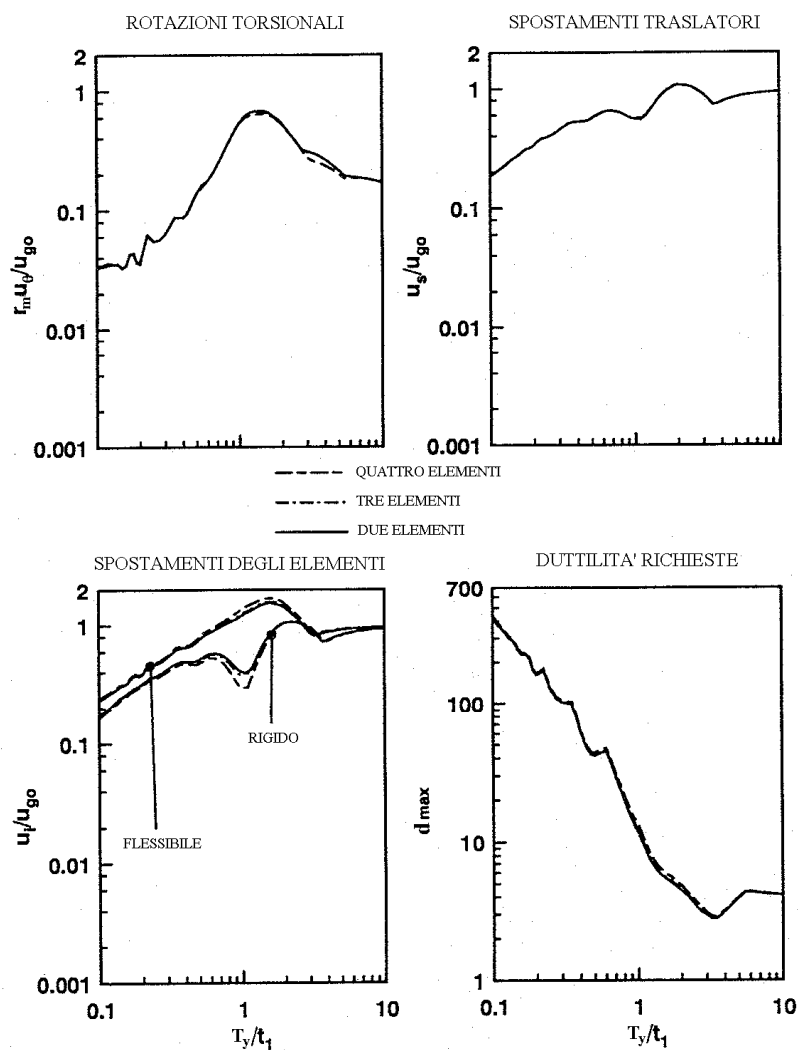 ROTAZIONI TORSIONALI
2
1
0.1
0.01
0.001
r_m u_θ/u_go
SPOSTAMENTI TRASLATORI
2
1
0.1
0.01
0.001
u_s/u_go
QUATTRO ELEMENTI
TRE ELEMENTI
DUE ELEMENTI
SPOSTAMENTI DEGLI ELEMENTI
2
1
0.1
0.01
0.001
u_i/u_go
RIGIDO
FLESSIBILE
0.1
1
10
T_y/t_1
DUTTILITA' RICHIESTE
700
100
10
1
d max
0.1
1
10
T_y/t_1